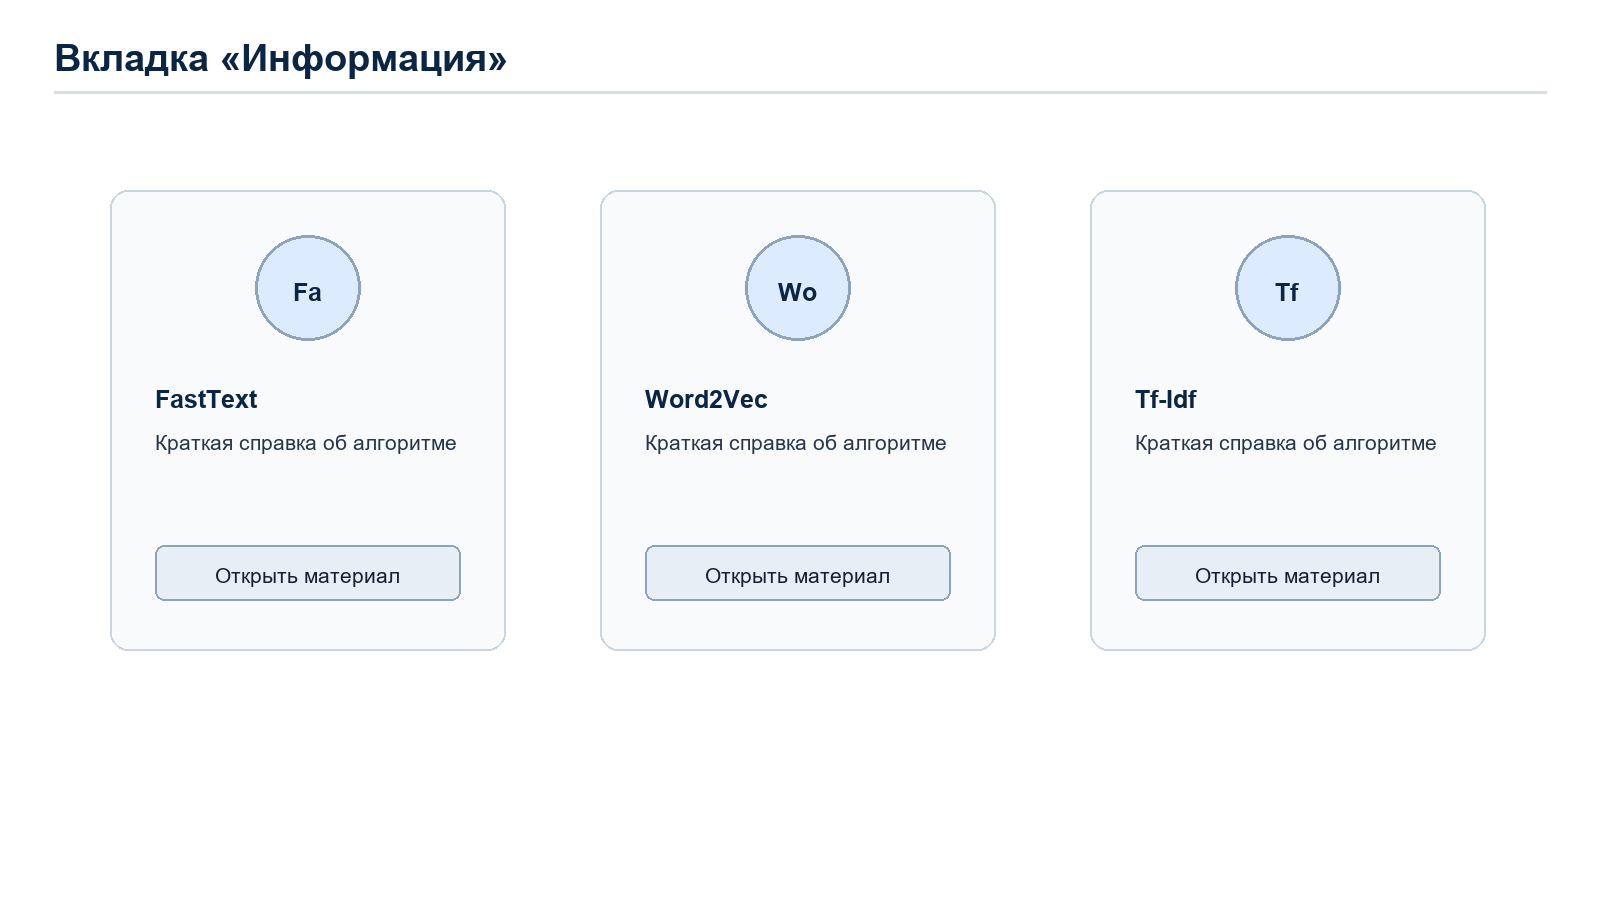 Вкладка «Информация»
Fa
FastText
Краткая справка об алгоритме
Открыть материал
Wo
Word2Vec
Краткая справка об алгоритме
Открыть материал
Tf
Tf-Idf
Краткая справка об алгоритме
Открыть материал